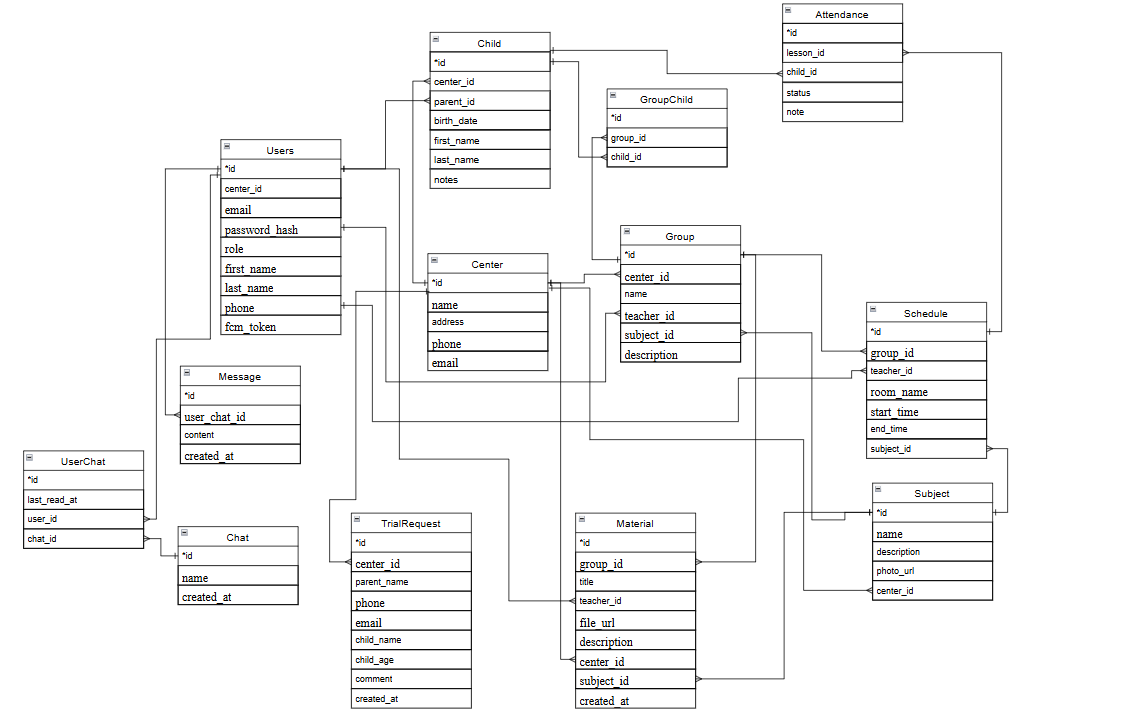 Attendance
*id
lesson_id
child_id
status
note
Child
*id
center_id
parent_id
birth_date
first_name
last_name
notes
GroupChild
*id
group_id
child_id
Users
*id
center_id
email
password_hash
role
first_name
last_name
phone
fcm_token
Group
*id
center_id
name
teacher_id
subject_id
description
Center
*id
name
address
phone
email
Schedule
*id
group_id
teacher_id
room_name
start_time
end_time
subject_id
Message
*id
user_chat_id
content
created_at
UserChat
*id
last_read_at
user_id
chat_id
Chat
*id
name
created_at
TrialRequest
*id
center_id
parent_name
phone
email
child_name
child_age
comment
created_at
Material
*id
group_id
title
teacher_id
file_url
description
center_id
subject_id
created_at
Subject
*id
name
description
photo_url
center_id